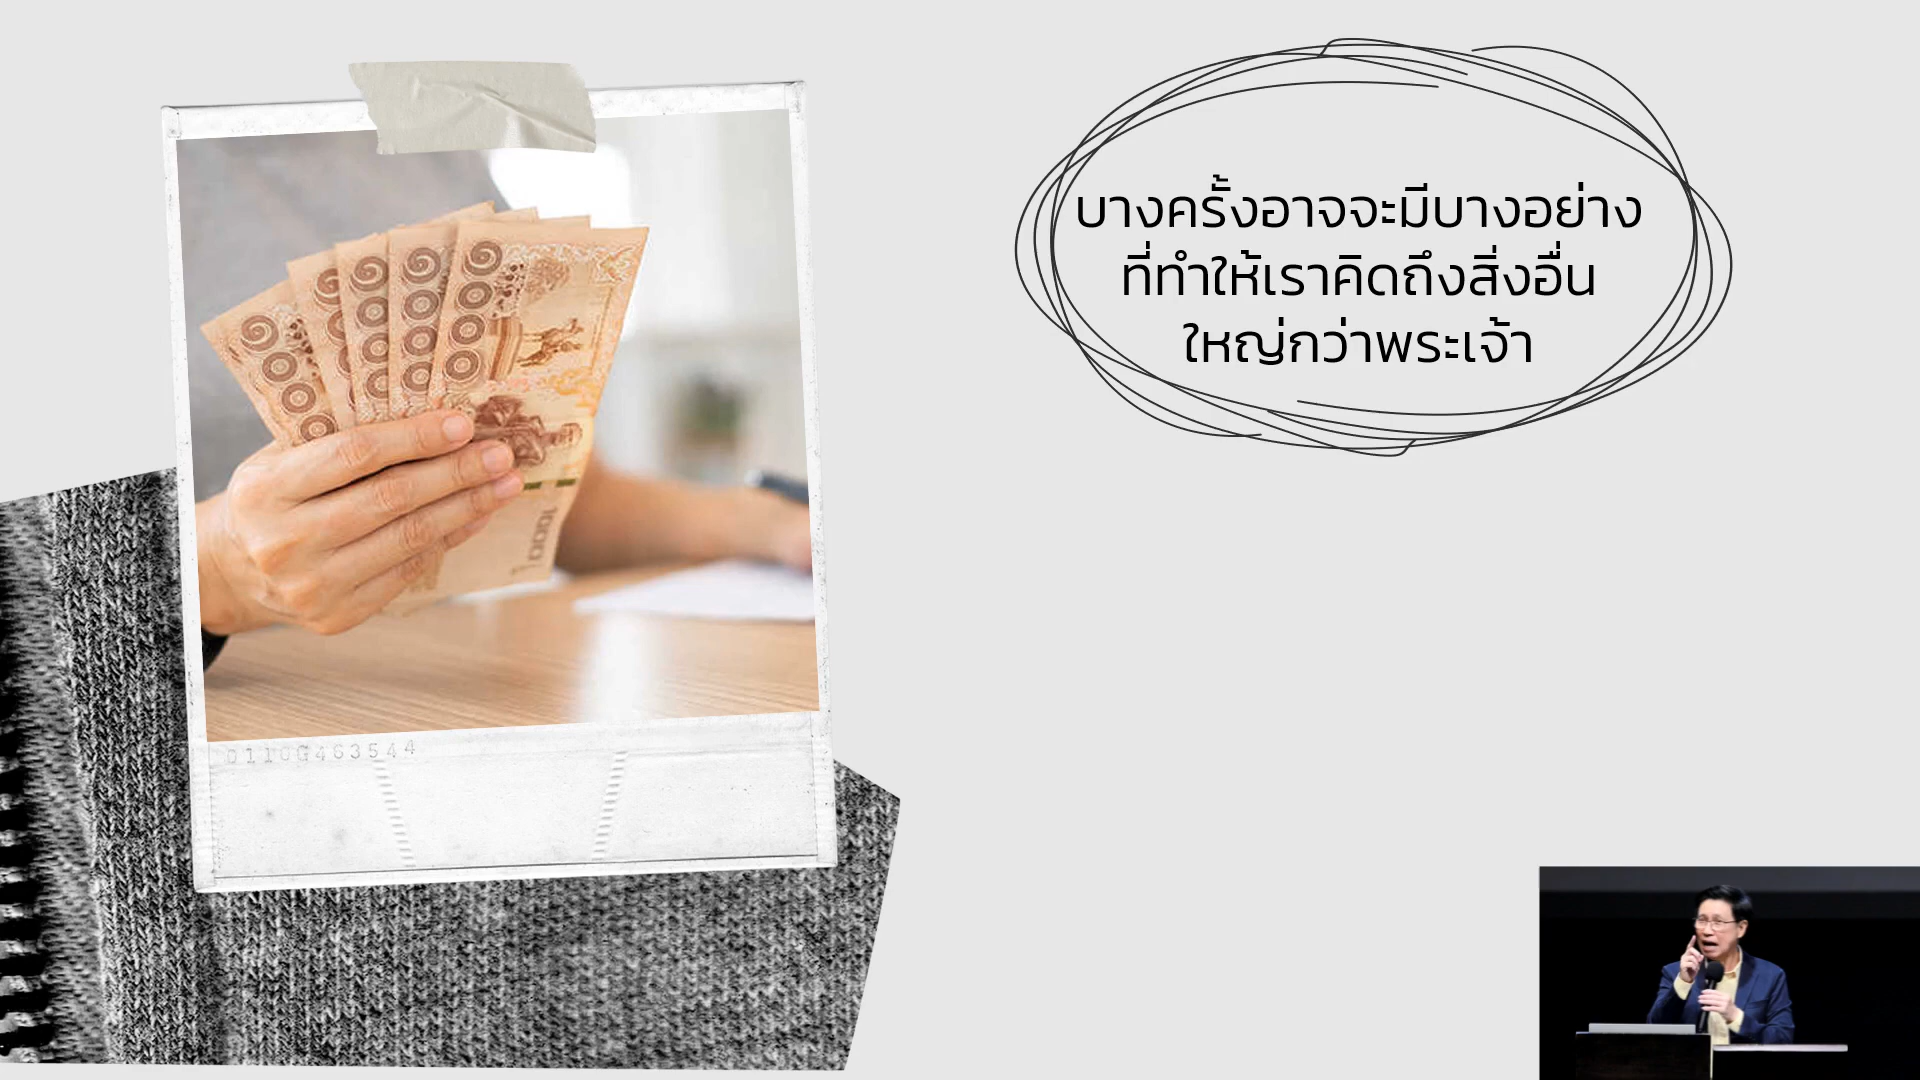 บางครั้งอาจจะมีบางอย่าง
ที่ทำให้เราคิดถึงสิ่งอื่น
ใหญ่กว่าพระเจ้า
1000
0110G463544